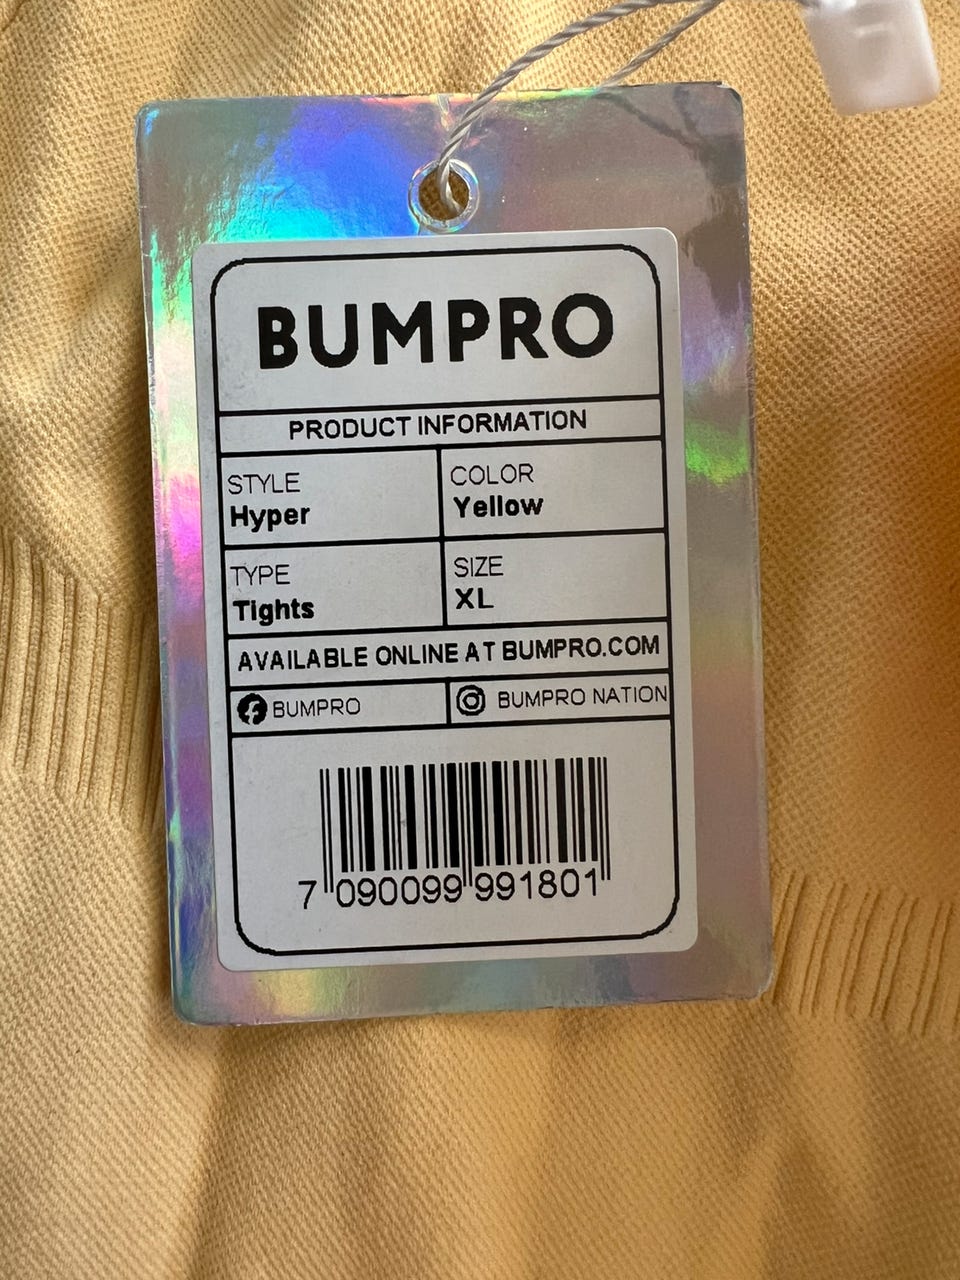 BUMPRO
PRODUCT INFORMATION
STYLE
Hyper
COLOR
Yellow
TYPE
Tights
SIZE
XL
AVAILABLE ONLINE AT BUMPRO.COM
BUMPRO
BUMPRO NATION
7 090099 991801